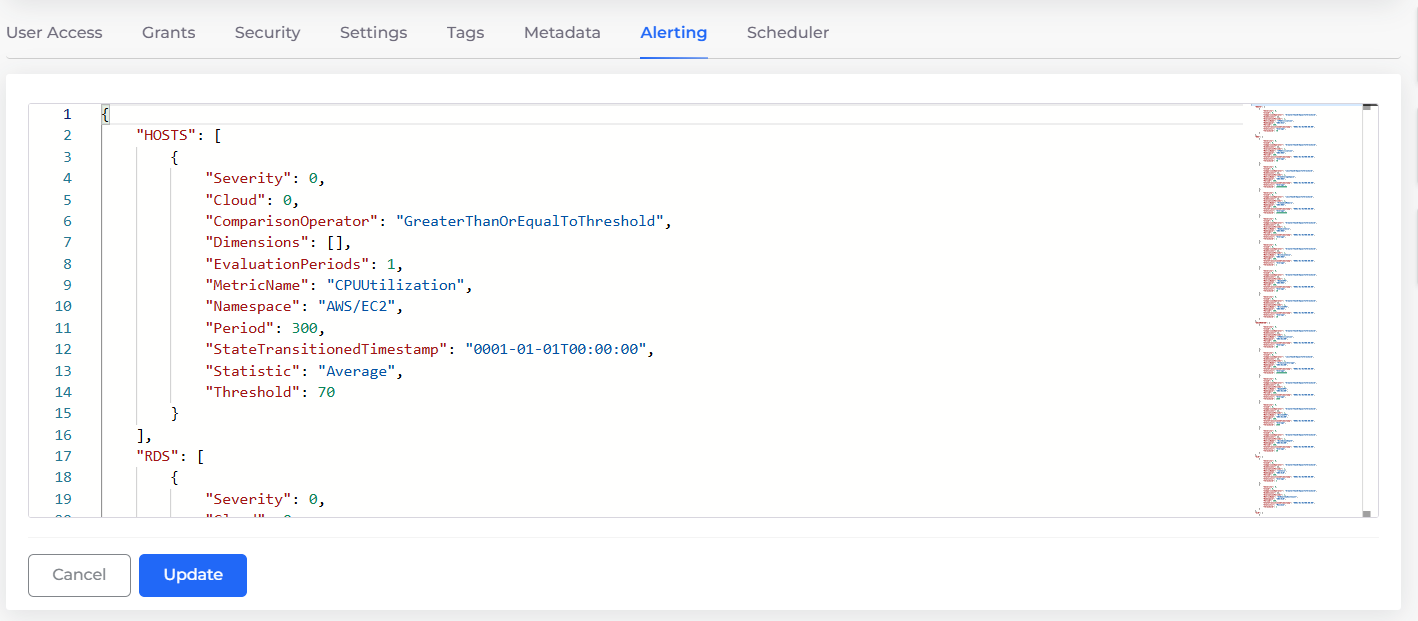 User Access Grants Security Settings Tags Metadata Alerting Scheduler
1 {
2 "HOSTS": [
3 {
4 "Severity": 0,
5 "Cloud": 0,
6 "ComparisonOperator": "GreaterThanOrEqualToThreshold",
7 "Dimensions": [],
8 "EvaluationPeriods": 1,
9 "MetricName": "CPUUtilization",
10 "Namespace": "AWS/EC2",
11 "Period": 300,
12 "StateTransitionedTimestamp": "0001-01-01T00:00:00",
13 "Statistic": "Average",
14 "Threshold": 70
15 }
16 ],
17 "RDS": [
18 {
19 "Severity": 0,
Cancel Update